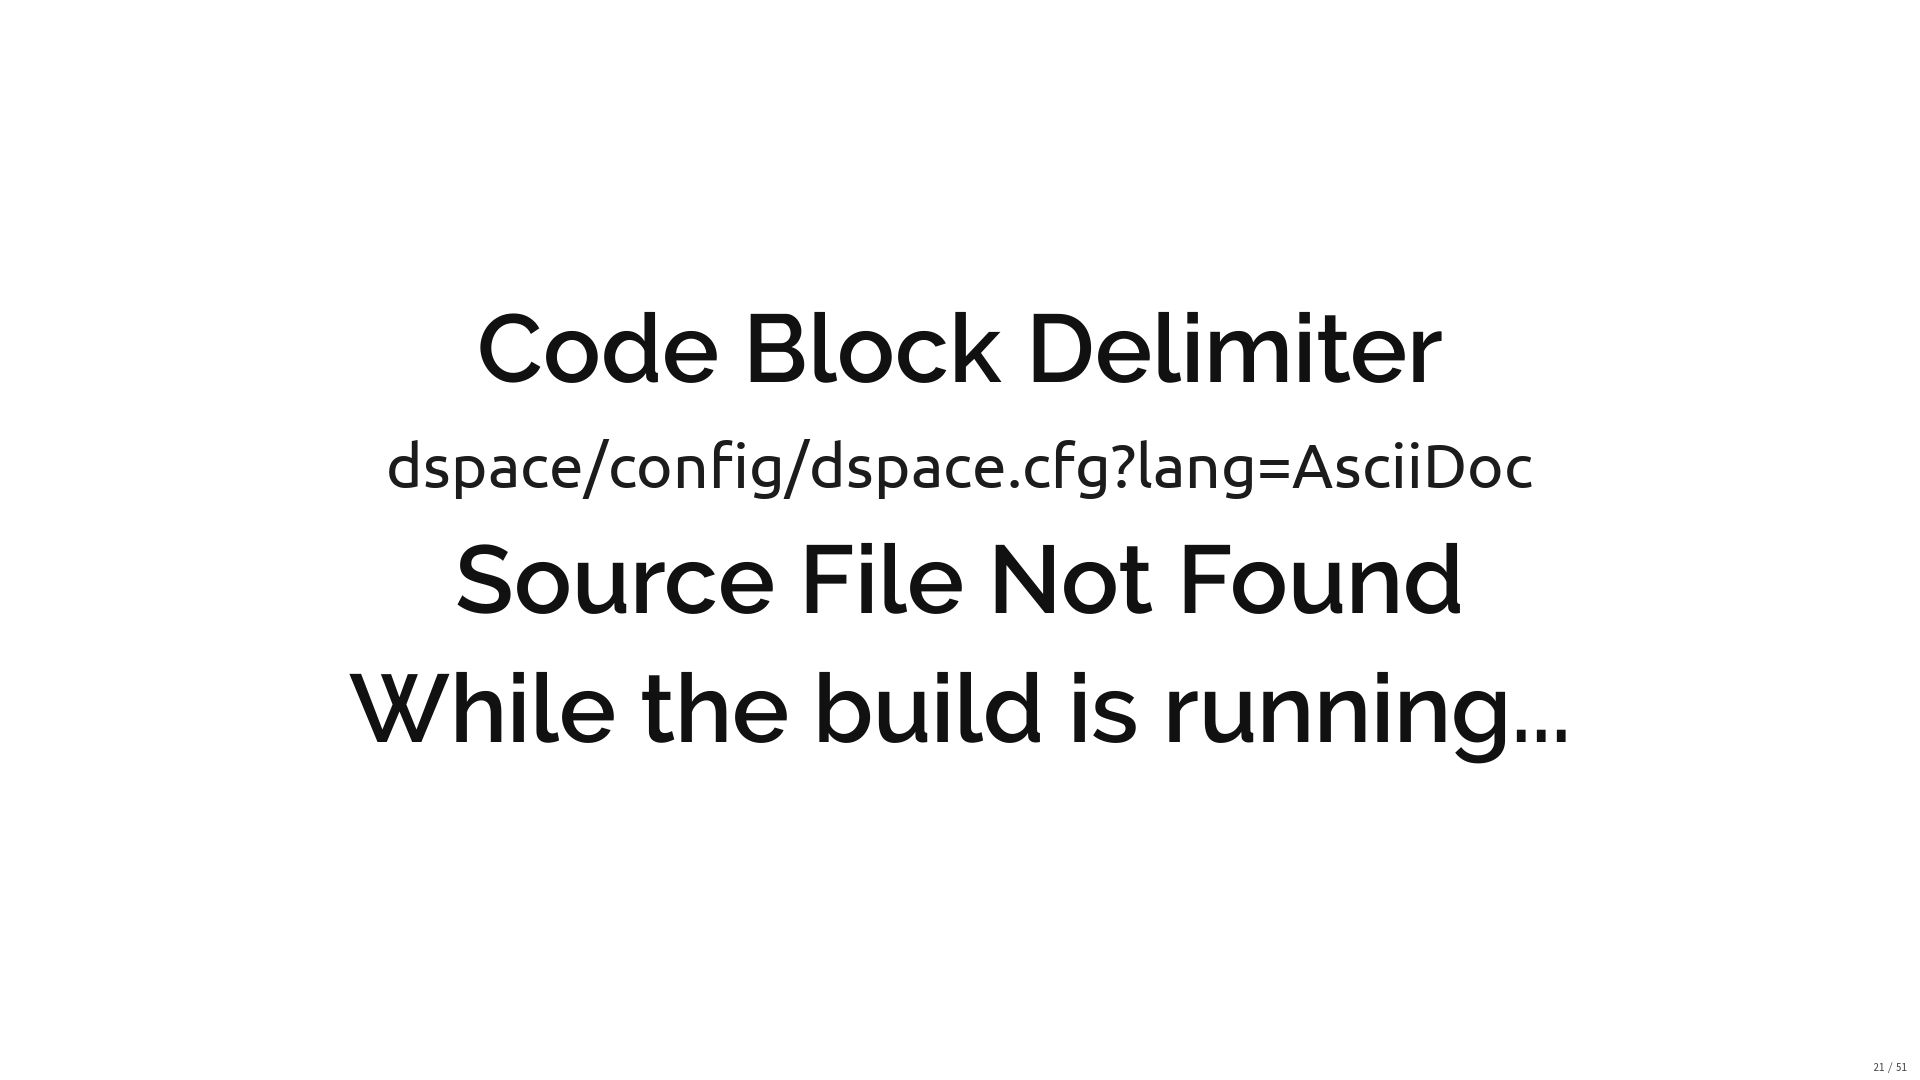 Code Block Delimiter
dspace/config/dspace.cfg?lang=AsciiDoc
Source File Not Found
While the build is running...
21 / 51